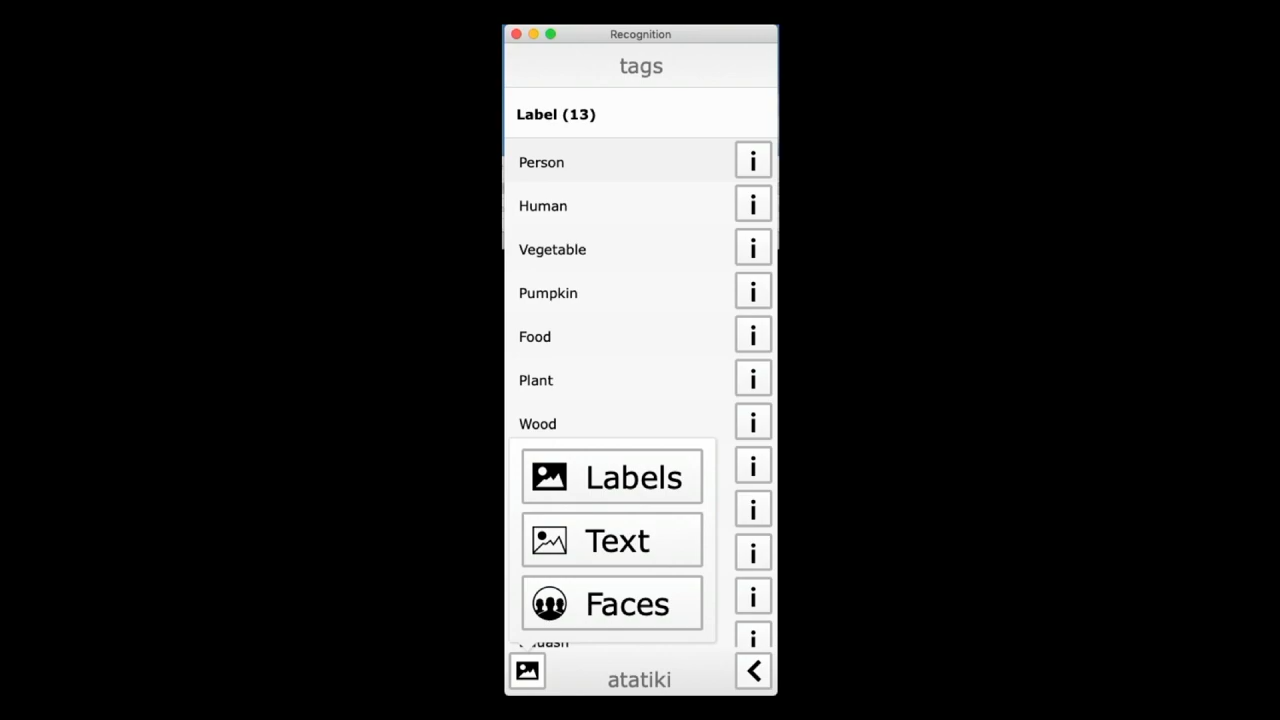 Recognition
tags
Label (13)
Person
i
Human
i
Vegetable
i
Pumpkin
i
Food
i
Plant
i
Wood
i
Labels
i
i
Text
i
Faces
i
i
atatiki